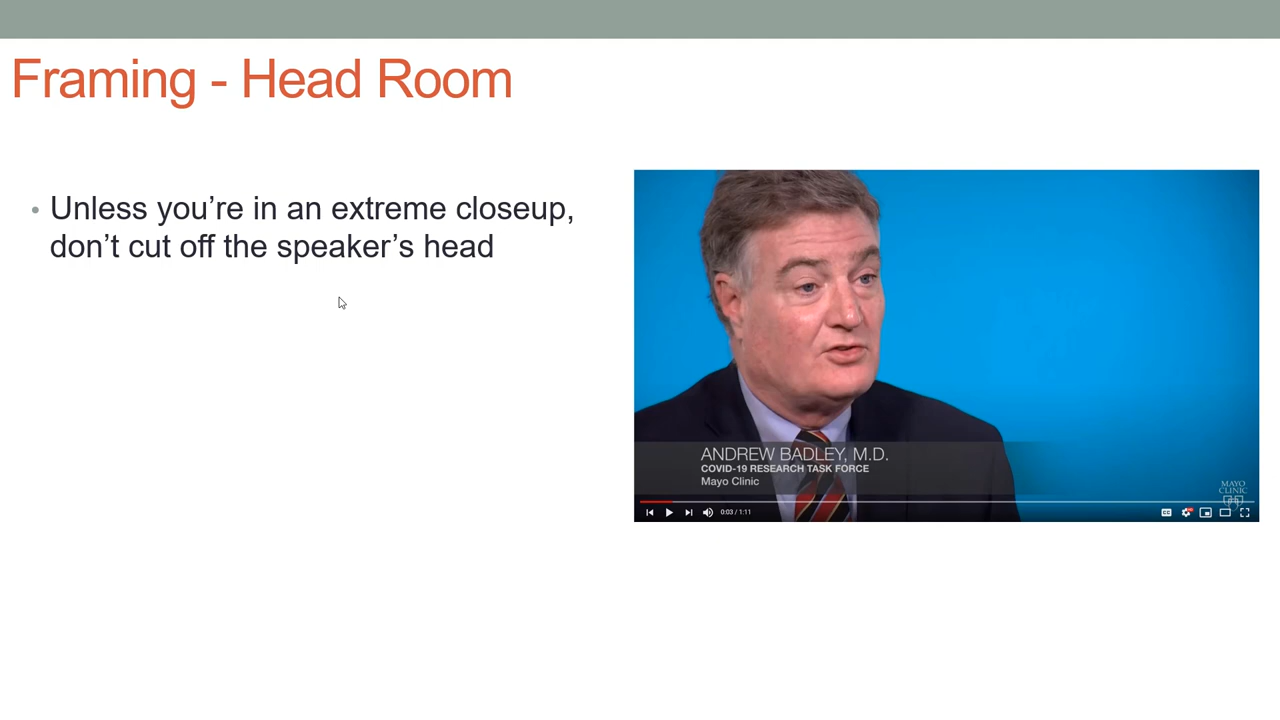 Framing - Head Room
• Unless you’re in an extreme closeup,
don’t cut off the speaker’s head
ANDREW BADLEY, M.D.
COVID-19 RESEARCH TASK FORCE
Mayo Clinic
MAYO
CLINIC
0:03 / 1:11
CC